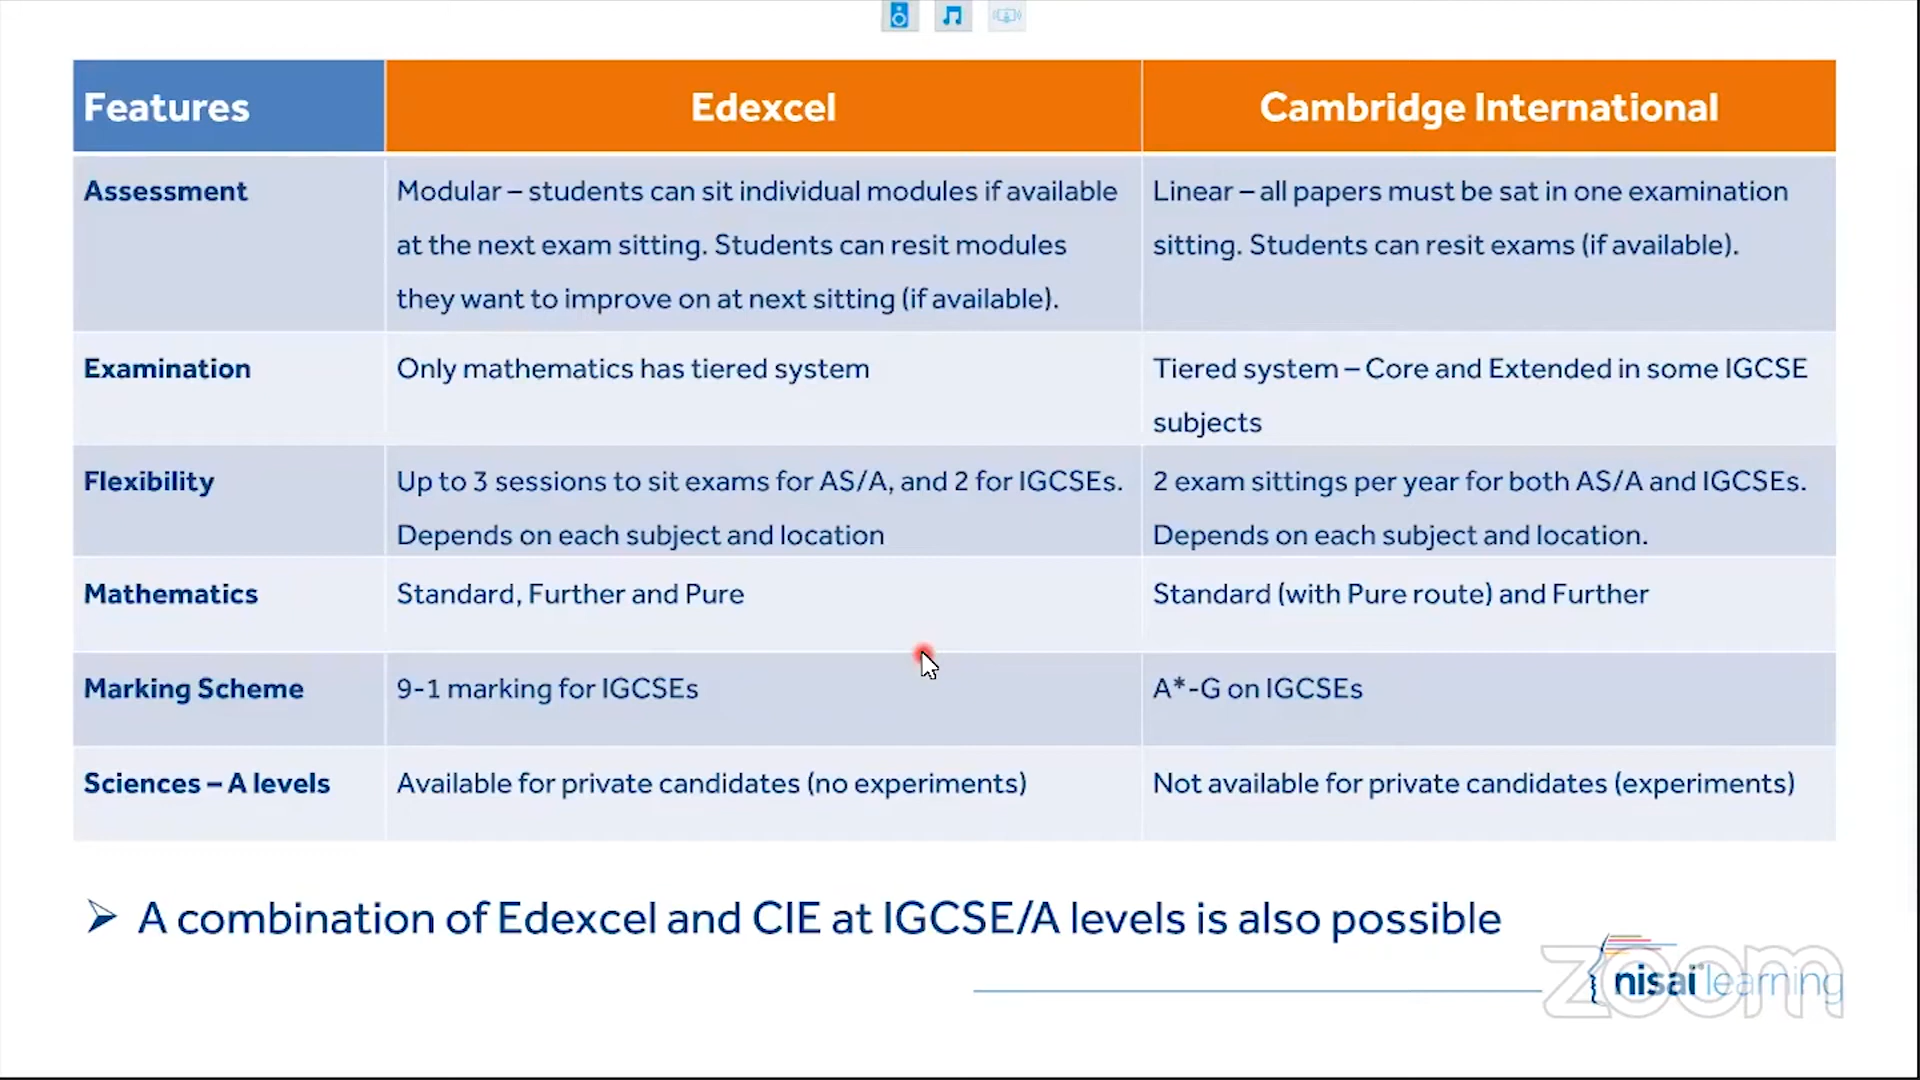 Features
Edexcel
Cambridge International
Assessment
Modular – students can sit individual modules if available
at the next exam sitting. Students can resit modules
they want to improve on at next sitting (if available).
Linear – all papers must be sat in one examination
sitting. Students can resit exams (if available).
Examination
Only mathematics has tiered system
Tiered system – Core and Extended in some IGCSE
subjects
Flexibility
Up to 3 sessions to sit exams for AS/A, and 2 for IGCSEs.
Depends on each subject and location
2 exam sittings per year for both AS/A and IGCSEs.
Depends on each subject and location.
Mathematics
Standard, Further and Pure
Standard (with Pure route) and Further
Marking Scheme
9-1 marking for IGCSEs
A*-G on IGCSEs
Sciences – A levels
Available for private candidates (no experiments)
Not available for private candidates (experiments)
➢ A combination of Edexcel and CIE at IGCSE/A levels is also possible
nisai learning
zoom